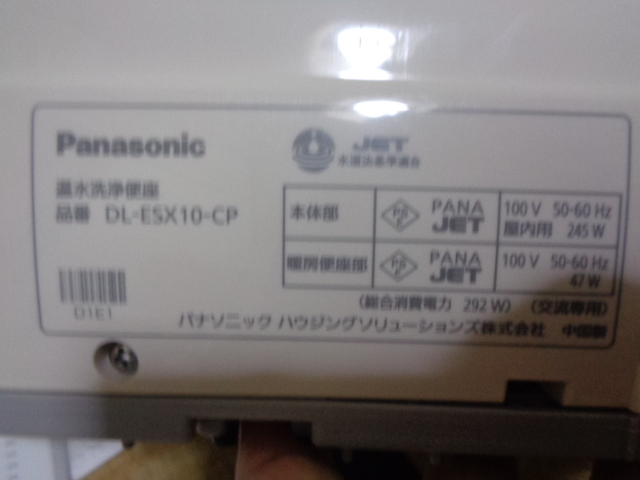 Panasonic
JET
水道法基準適合
温水洗浄便座
品番 DL-ESX10-CP
本体部 PS E PANA JET 100 V 50-60 Hz
屋内用 245 W
暖房便座部 PS E PANA JET 100 V 50-60 Hz
47 W
D1E1
(総合消費電力 292 W) (交流専用)
パナソニック ハウジングソリューションズ株式会社 中国製